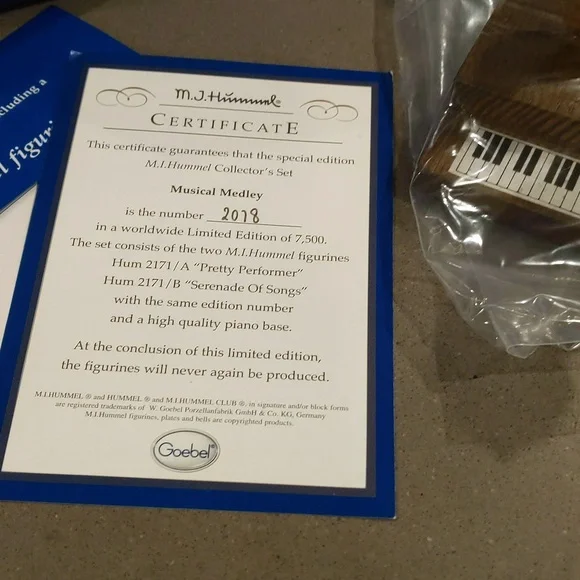 cluding a
l figuri
M.I.Hummel®
CERTIFICATE
This certificate guarantees that the special edition
M.I.Hummel Collector's Set
Musical Medley
is the number 2018
in a worldwide Limited Edition of 7,500.
The set consists of the two M.I.Hummel figurines
Hum 2171/A "Pretty Performer"
Hum 2171/B "Serenade Of Songs"
with the same edition number
and a high quality piano base.
At the conclusion of this limited edition,
the figurines will never again be produced.
M.I.HUMMEL ® and HUMMEL ® and M.I.HUMMEL CLUB ®, in signature and/or block forms
are registered trademarks of W. Goebel Porzellanfabrik GmbH & Co. KG, Germany
M.I.Hummel figurines, plates and bells are copyrighted products.
Goebel®